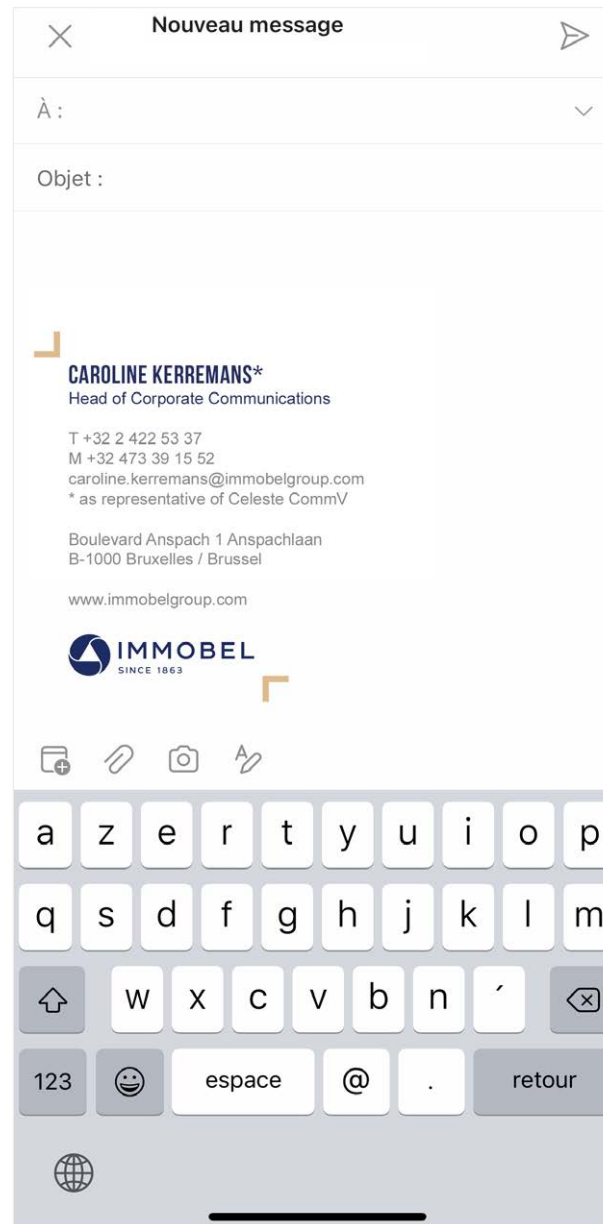 Nouveau message
À :
Objet :
CAROLINE KERREMANS*
Head of Corporate Communications
T +32 2 422 53 37
M +32 473 39 15 52
caroline.kerremans@immobelgroup.com
* as representative of Celeste CommV
Boulevard Anspach 1 Anspachlaan
B-1000 Bruxelles / Brussel
www.immobelgroup.com
IMMOBEL
SINCE 1863
a z e r t y u i o p
q s d f g h j k l m
w x c v b n ´
123 espace @ . retour